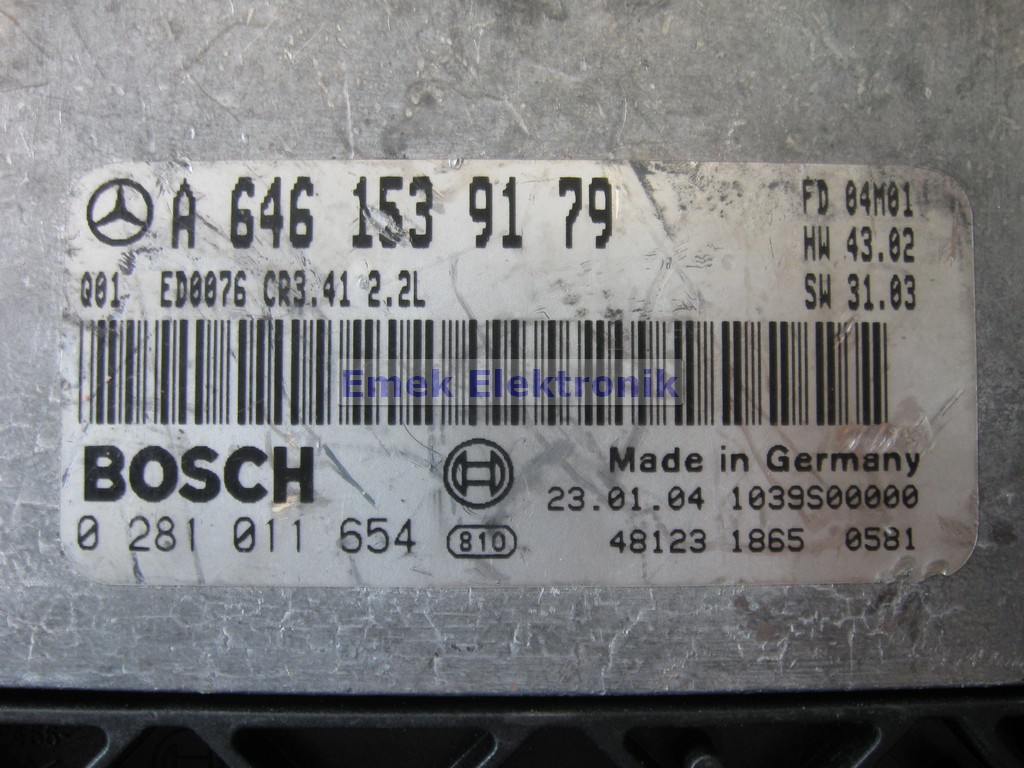 A 646 153 91 79
FD 04M01
HW 43.02
Q01 ED0076 CR3.41 2.2L
SW 31.03
Emek Elektronik
BOSCH
Made in Germany
23.01.04 1039S00000
0 281 011 654
810
48123 1865 0581